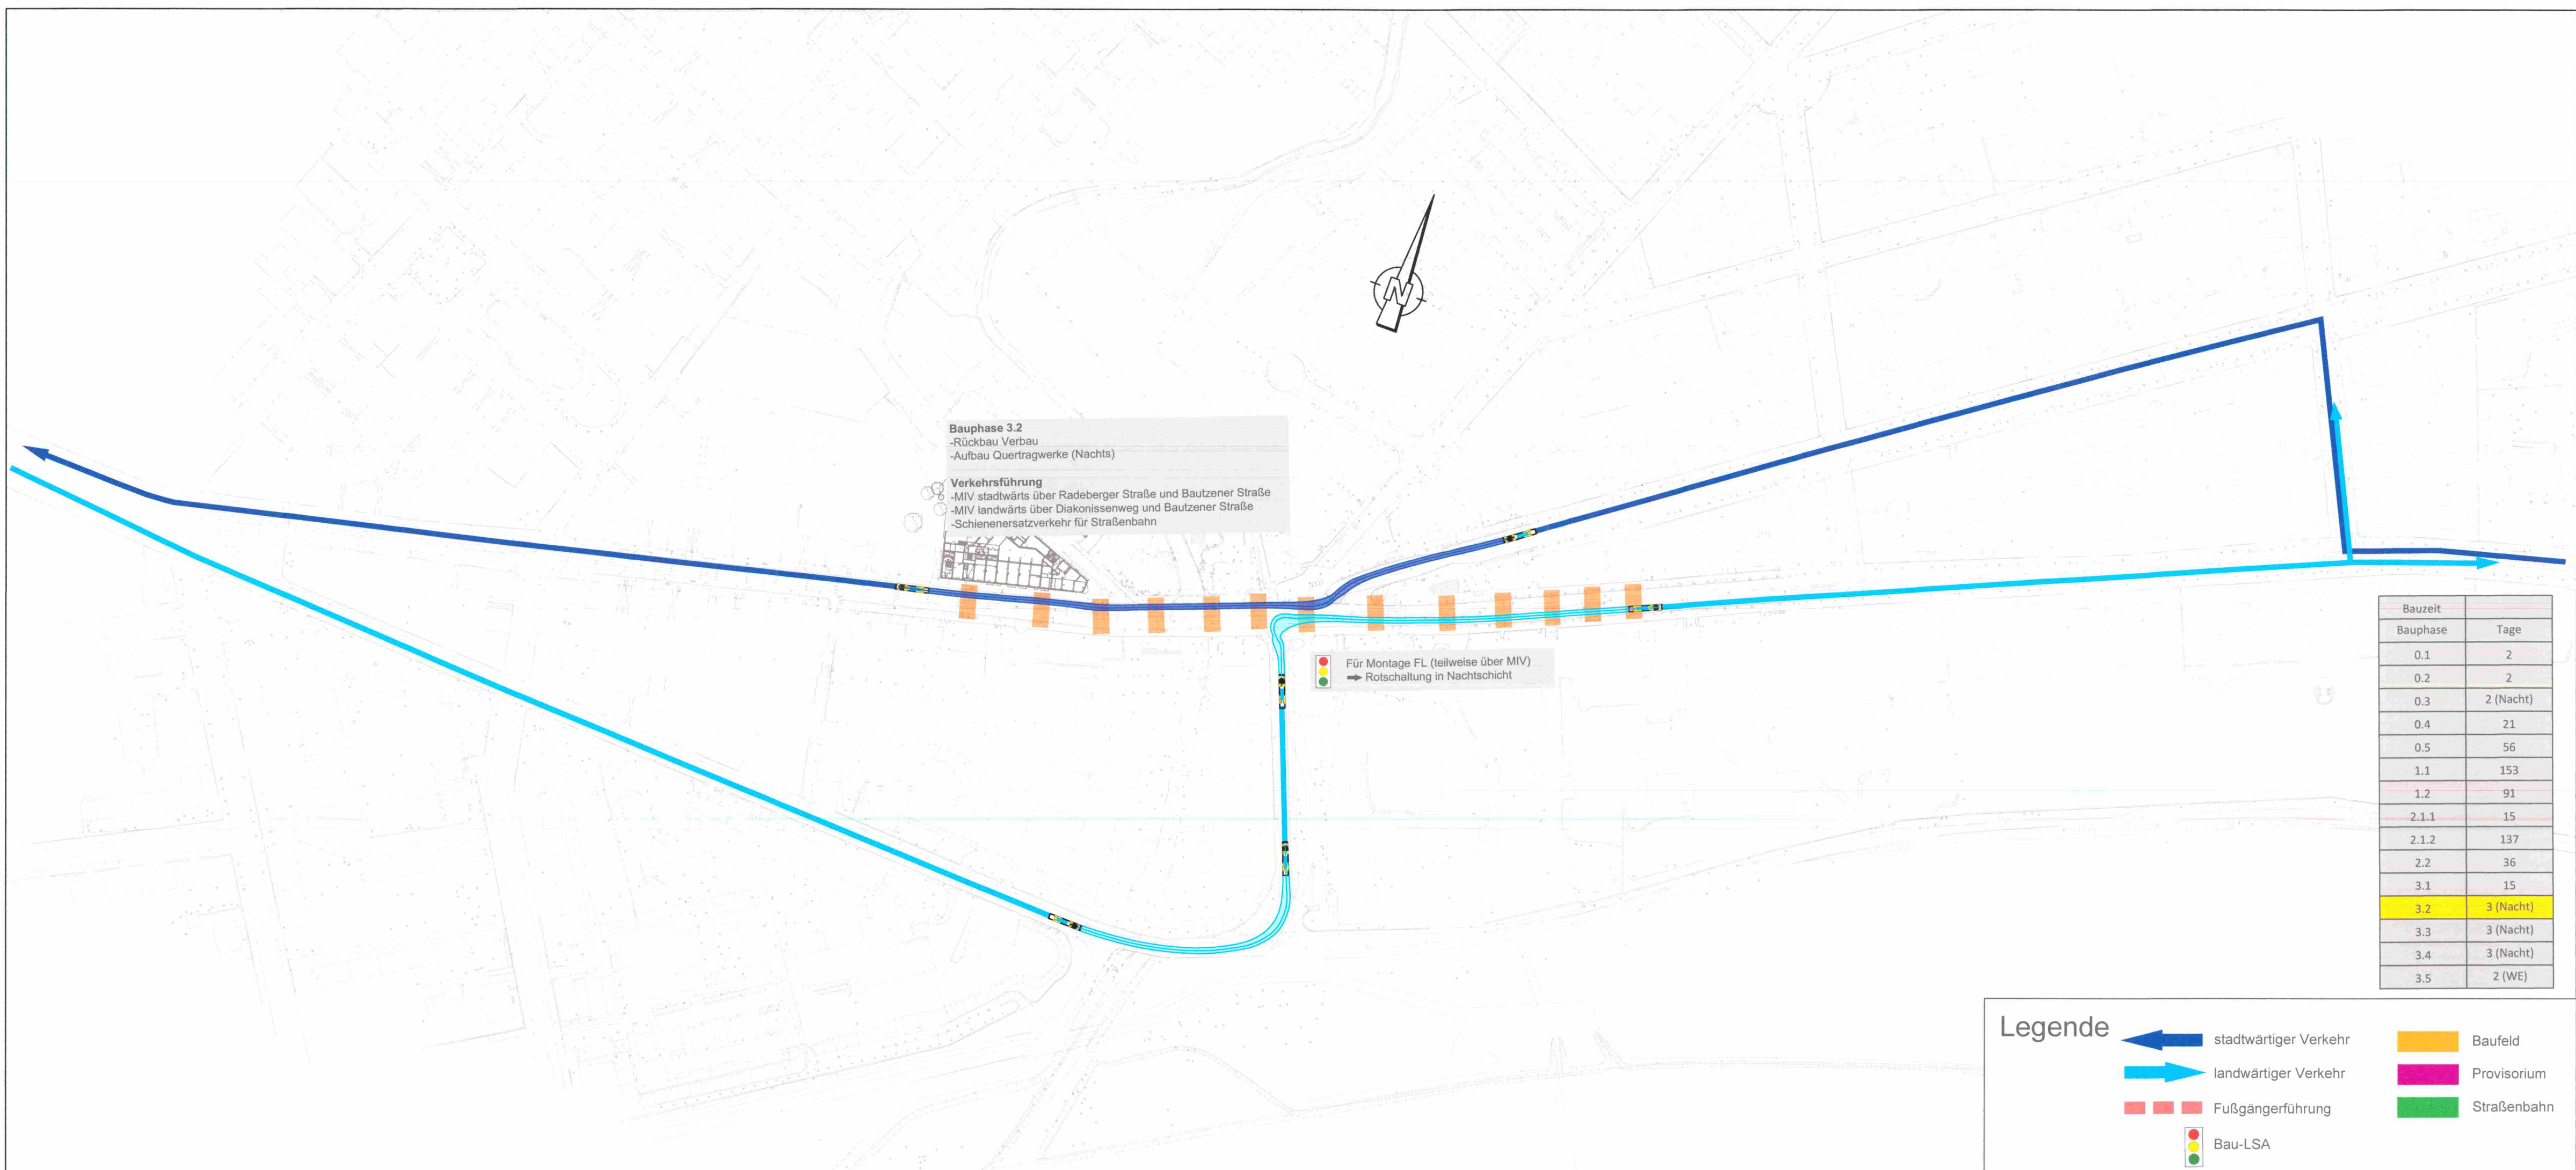 Bauphase 3.2
-Rückbau Verbau
-Aufbau Quertragwerke (Nachts)
Verkehrsführung
-MIV stadtwärts über Radeberger Straße und Bautzener Straße
-MIV landwärts über Diakonissenweg und Bautzener Straße
-Schienenersatzverkehr für Straßenbahn
N
Für Montage FL (teilweise über MIV)
➡ Rotschaltung in Nachtschicht
Bauzeit
Bauphase Tage
0.1 2
0.2 2
0.3 2 (Nacht)
0.4 21
0.5 56
1.1 153
1.2 91
2.1.1 15
2.1.2 137
2.2 36
3.1 15
3.2 3 (Nacht)
3.3 3 (Nacht)
3.4 3 (Nacht)
3.5 2 (WE)
Legende
stadtwärtiger Verkehr
landwärtiger Verkehr
Fußgängerführung
Bau-LSA
Baufeld
Provisorium
Straßenbahn